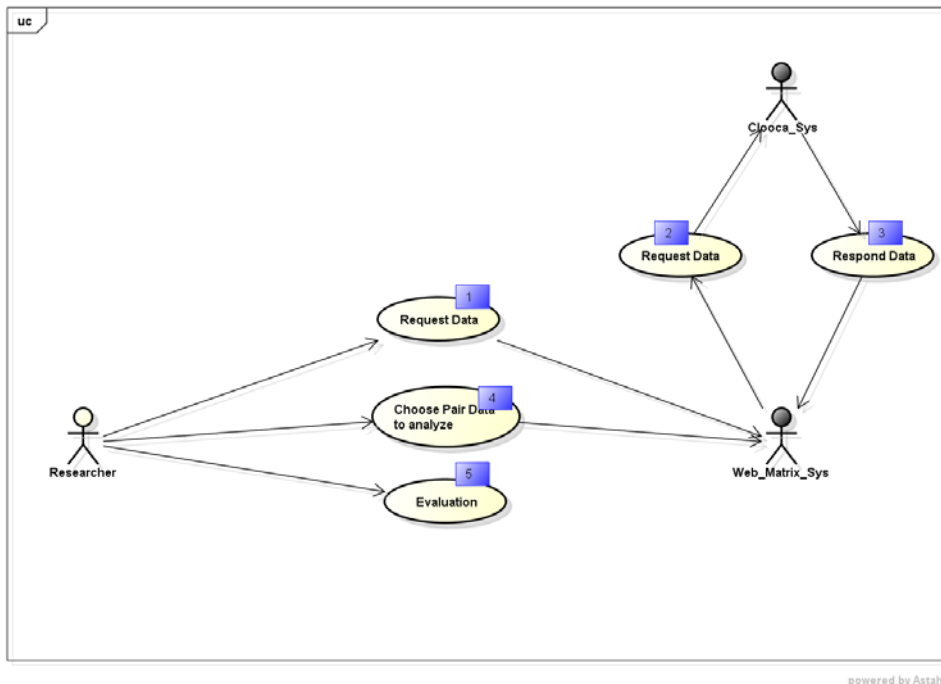 uc
Clooca_Sys
2
Request Data
3
Respond Data
1
Request Data
4
Choose Pair Data
to analyze
Researcher
Web_Matrix_Sys
5
Evaluation
powered by Astah